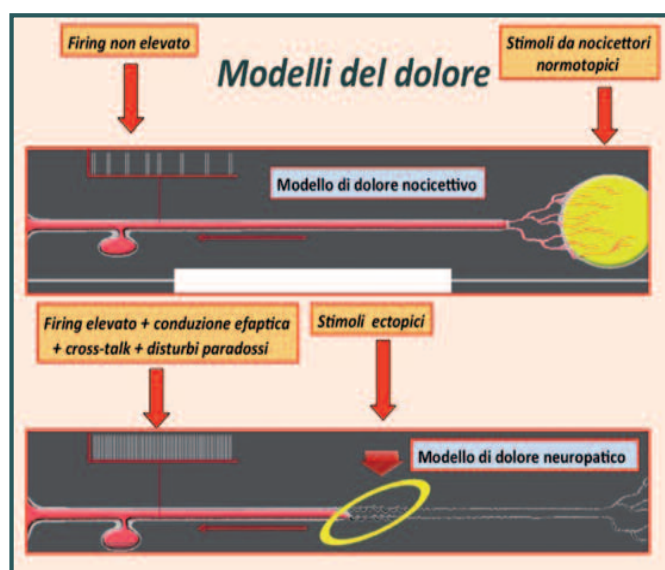 Firing non elevato
Stimoli da nocicettori
normotopici
Modelli del dolore
Modello di dolore nocicettivo
Firing elevato + conduzione efaptica
+ cross-talk + disturbi paradossi
Stimoli ectopici
Modello di dolore neuropatico